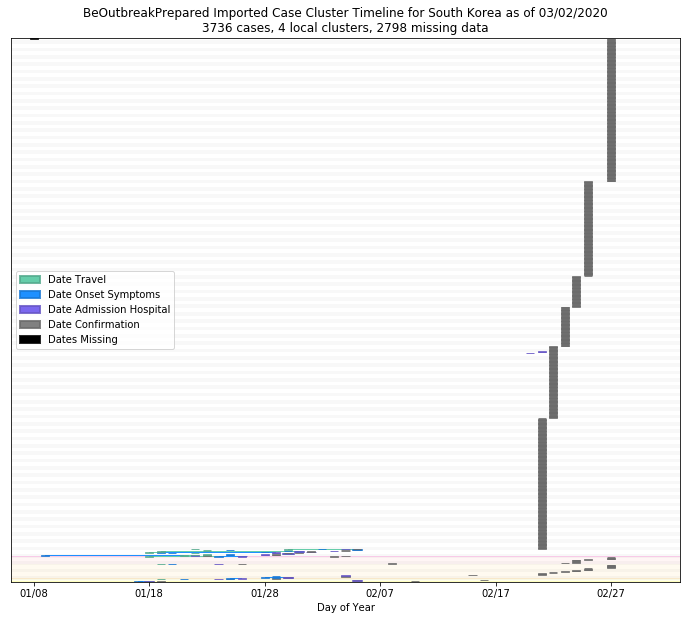 BeOutbreakPrepared Imported Case Cluster Timeline for South Korea as of 03/02/2020
3736 cases, 4 local clusters, 2798 missing data
Date Travel
Date Onset Symptoms
Date Admission Hospital
Date Confirmation
Dates Missing
01/08 01/18 01/28 02/07 02/17 02/27
Day of Year